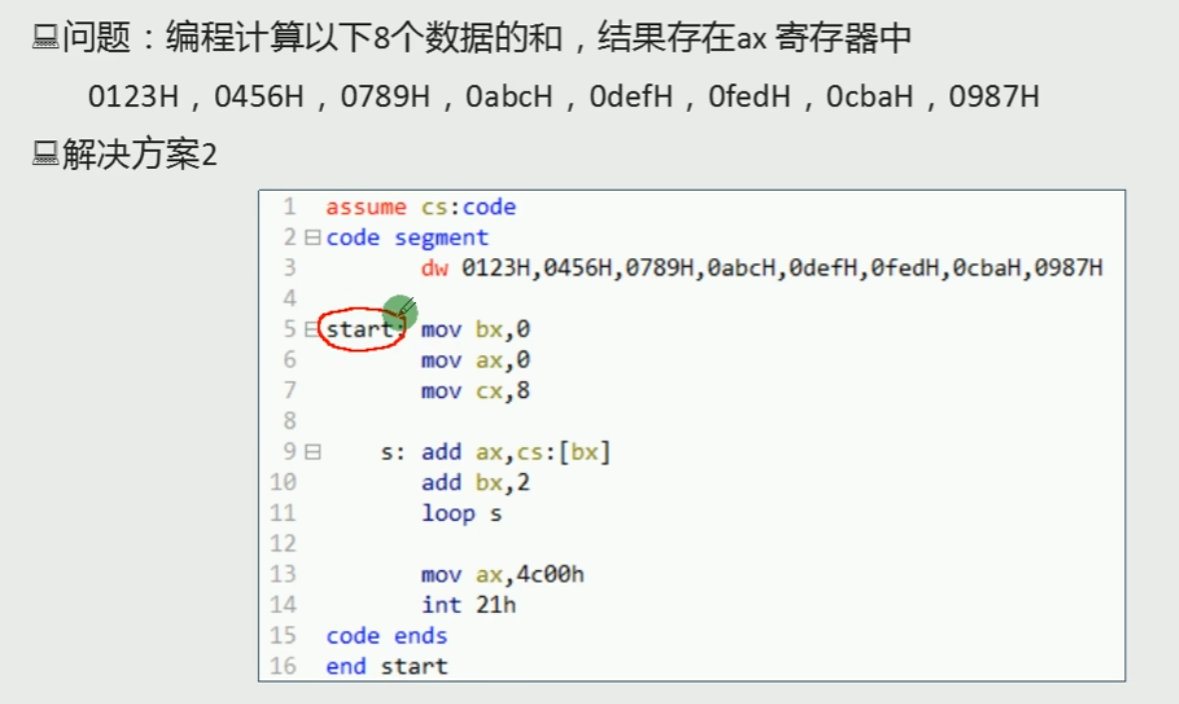 问题：编程计算以下8个数据的和，结果存在ax 寄存器中
0123H，0456H，0789H，0abcH，0defH，0fedH，0cbaH，0987H
解决方案2
1 assume cs:code
2 code segment
3 dw 0123H,0456H,0789H,0abcH,0defH,0fedH,0cbaH,0987H
4
5 start: mov bx,0
6 mov ax,0
7 mov cx,8
8
9 s: add ax,cs:[bx]
10 add bx,2
11 loop s
12
13 mov ax,4c00h
14 int 21h
15 code ends
16 end start